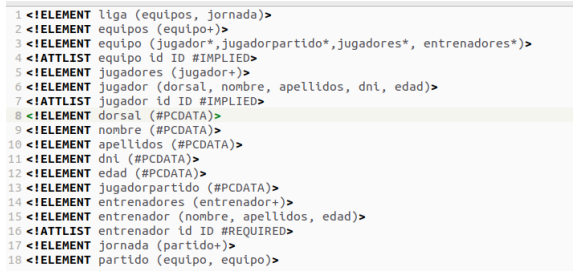 1 <!ELEMENT liga (equipos, jornada)>
2 <!ELEMENT equipos (equipo+)>
3 <!ELEMENT equipo (jugador*,jugadorpartido*,jugadores*, entrenadores*)>
4 <!ATTLIST equipo id ID #IMPLIED>
5 <!ELEMENT jugadores (jugador+)>
6 <!ELEMENT jugador (dorsal, nombre, apellidos, dni, edad)>
7 <!ATTLIST jugador id ID #IMPLIED>
8 <!ELEMENT dorsal (#PCDATA)>
9 <!ELEMENT nombre (#PCDATA)>
10 <!ELEMENT apellidos (#PCDATA)>
11 <!ELEMENT dni (#PCDATA)>
12 <!ELEMENT edad (#PCDATA)>
13 <!ELEMENT jugadorpartido (#PCDATA)>
14 <!ELEMENT entrenadores (entrenador+)>
15 <!ELEMENT entrenador (nombre, apellidos, edad)>
16 <!ATTLIST entrenador id ID #REQUIRED>
17 <!ELEMENT jornada (partido+)>
18 <!ELEMENT partido (equipo, equipo)>